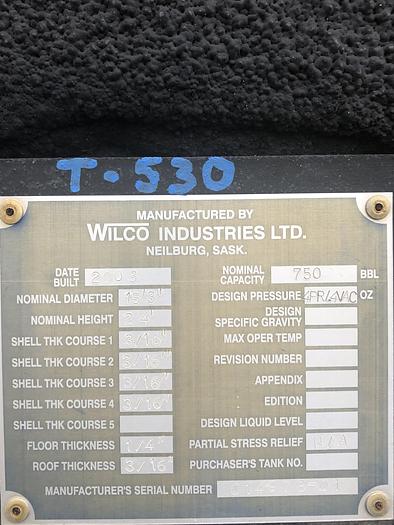 T-530
MANUFACTURED BY
WILCO INDUSTRIES LTD.
NEILBURG, SASK.
DATE BUILT 2003 NOMINAL CAPACITY 750 BBL
NOMINAL DIAMETER 15'6" DESIGN PRESSURE OZ
NOMINAL HEIGHT 24' DESIGN SPECIFIC GRAVITY
SHELL THK COURSE 1 3/16" MAX OPER TEMP
SHELL THK COURSE 2 3/16" REVISION NUMBER
SHELL THK COURSE 3 3/16" APPENDIX
SHELL THK COURSE 4 3/16" EDITION
SHELL THK COURSE 5 DESIGN LIQUID LEVEL
FLOOR THICKNESS 1/4" PARTIAL STRESS RELIEF N/A
ROOF THICKNESS 3/16" PURCHASER'S TANK NO.
MANUFACTURER'S SERIAL NUMBER